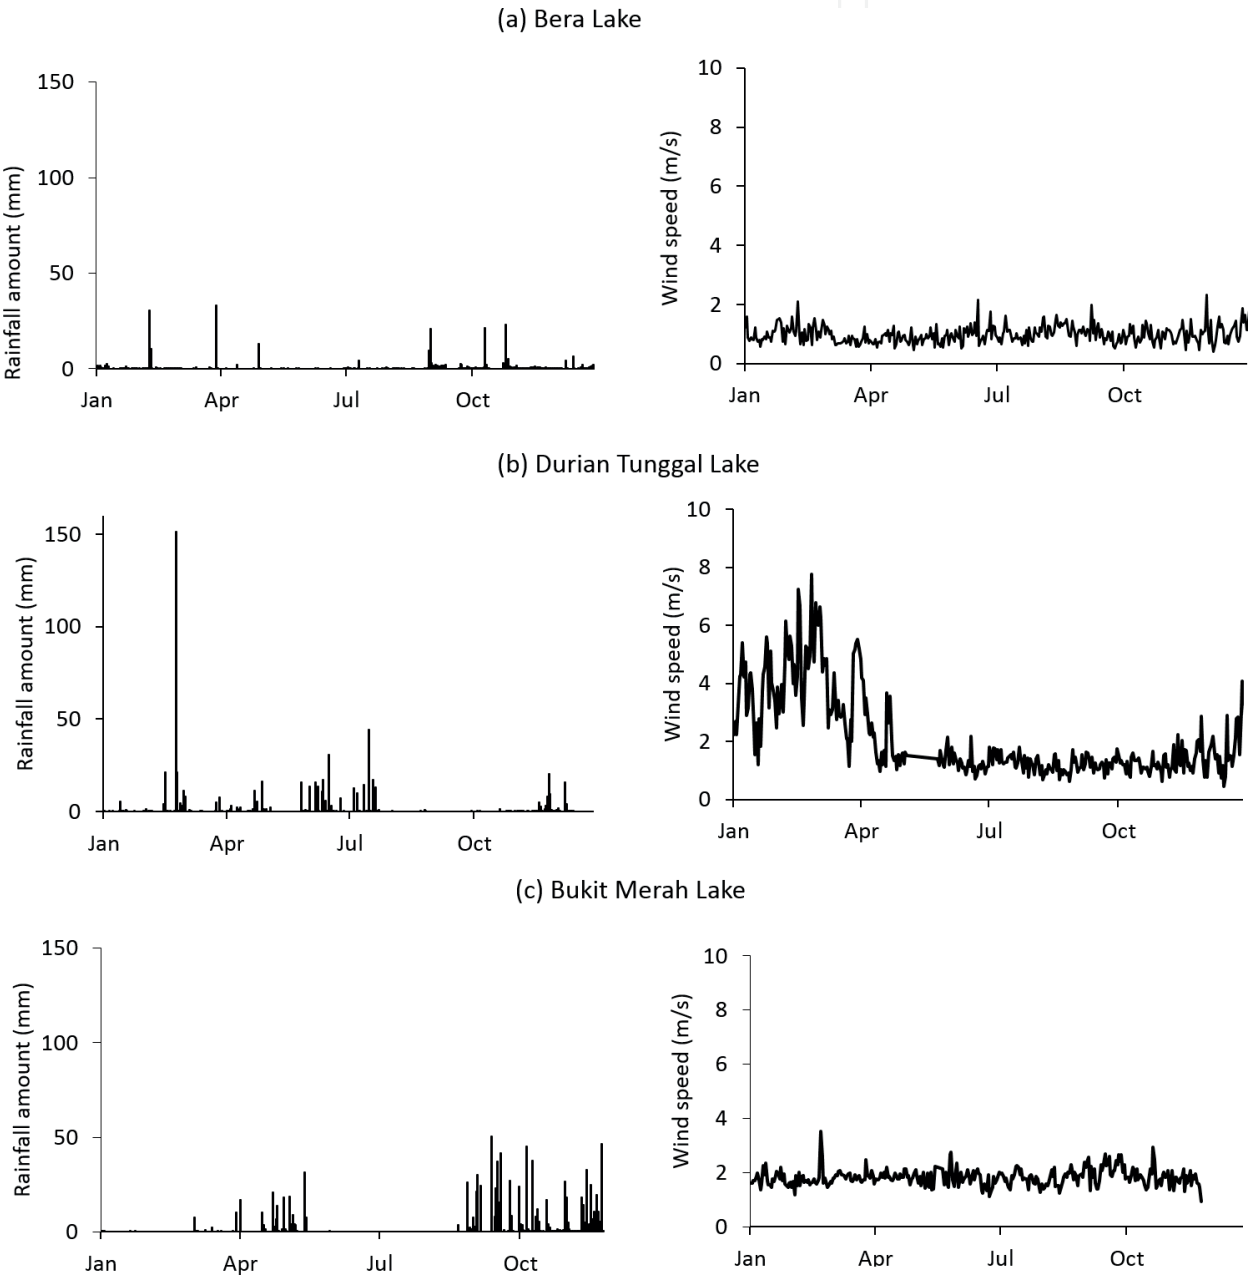 (a) Bera Lake
Rainfall amount (mm)
150
100
50
0
Jan Apr Jul Oct
Wind speed (m/s)
10
8
6
4
2
0
Jan Apr Jul Oct
(b) Durian Tunggal Lake
Rainfall amount (mm)
150
100
50
0
Jan Apr Jul Oct
Wind speed (m/s)
10
8
6
4
2
0
Jan Apr Jul Oct
(c) Bukit Merah Lake
Rainfall amount (mm)
150
100
50
0
Jan Apr Jul Oct
Wind speed (m/s)
10
8
6
4
2
0
Jan Apr Jul Oct